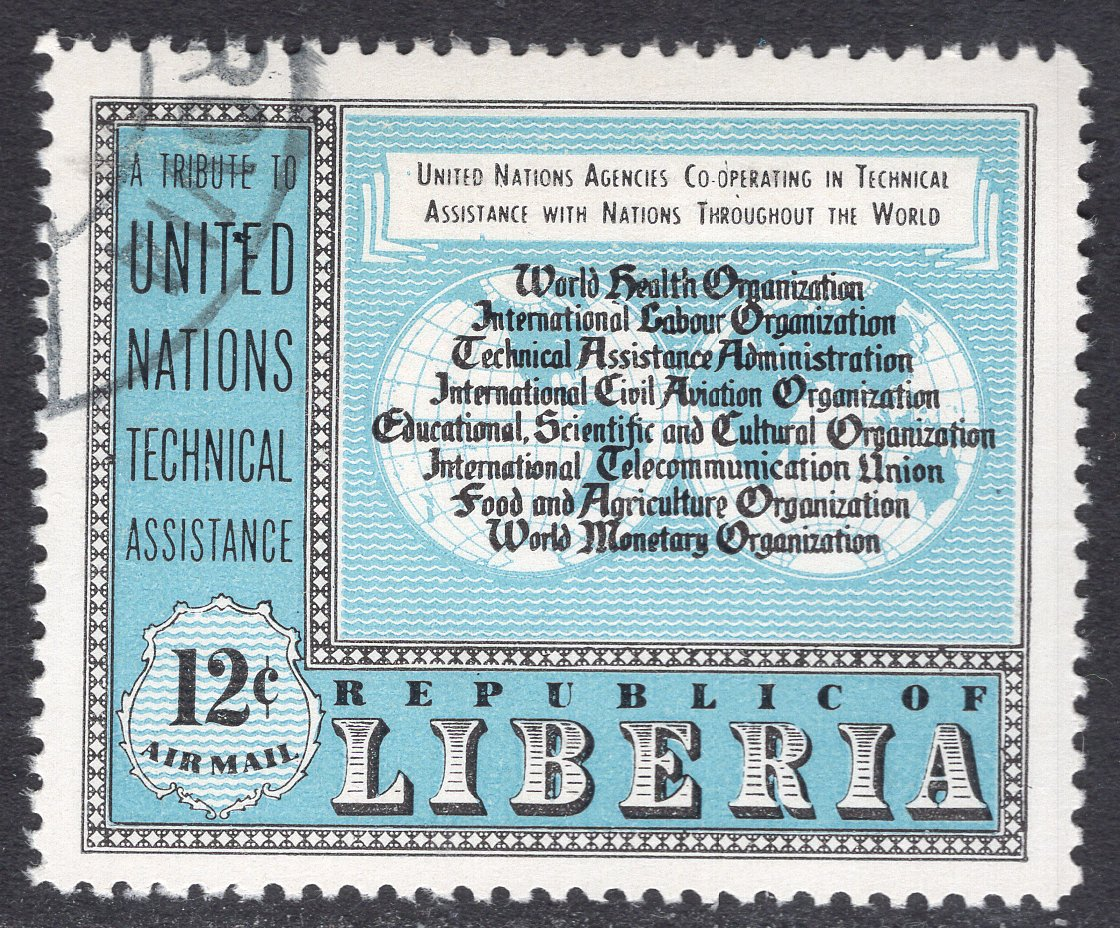 A TRIBUTE TO
UNITED
NATIONS
TECHNICAL
ASSISTANCE
UNITED NATIONS AGENCIES CO-OPERATING IN TECHNICAL
ASSISTANCE WITH NATIONS THROUGHOUT THE WORLD
World Health Organization
International Labour Organization
Technical Assistance Administration
International Civil Aviation Organization
Educational, Scientific and Cultural Organization
International Telecommunication Union
Food and Agriculture Organization
World Monetary Organization
12¢
AIRMAIL
REPUBLIC OF
LIBERIA